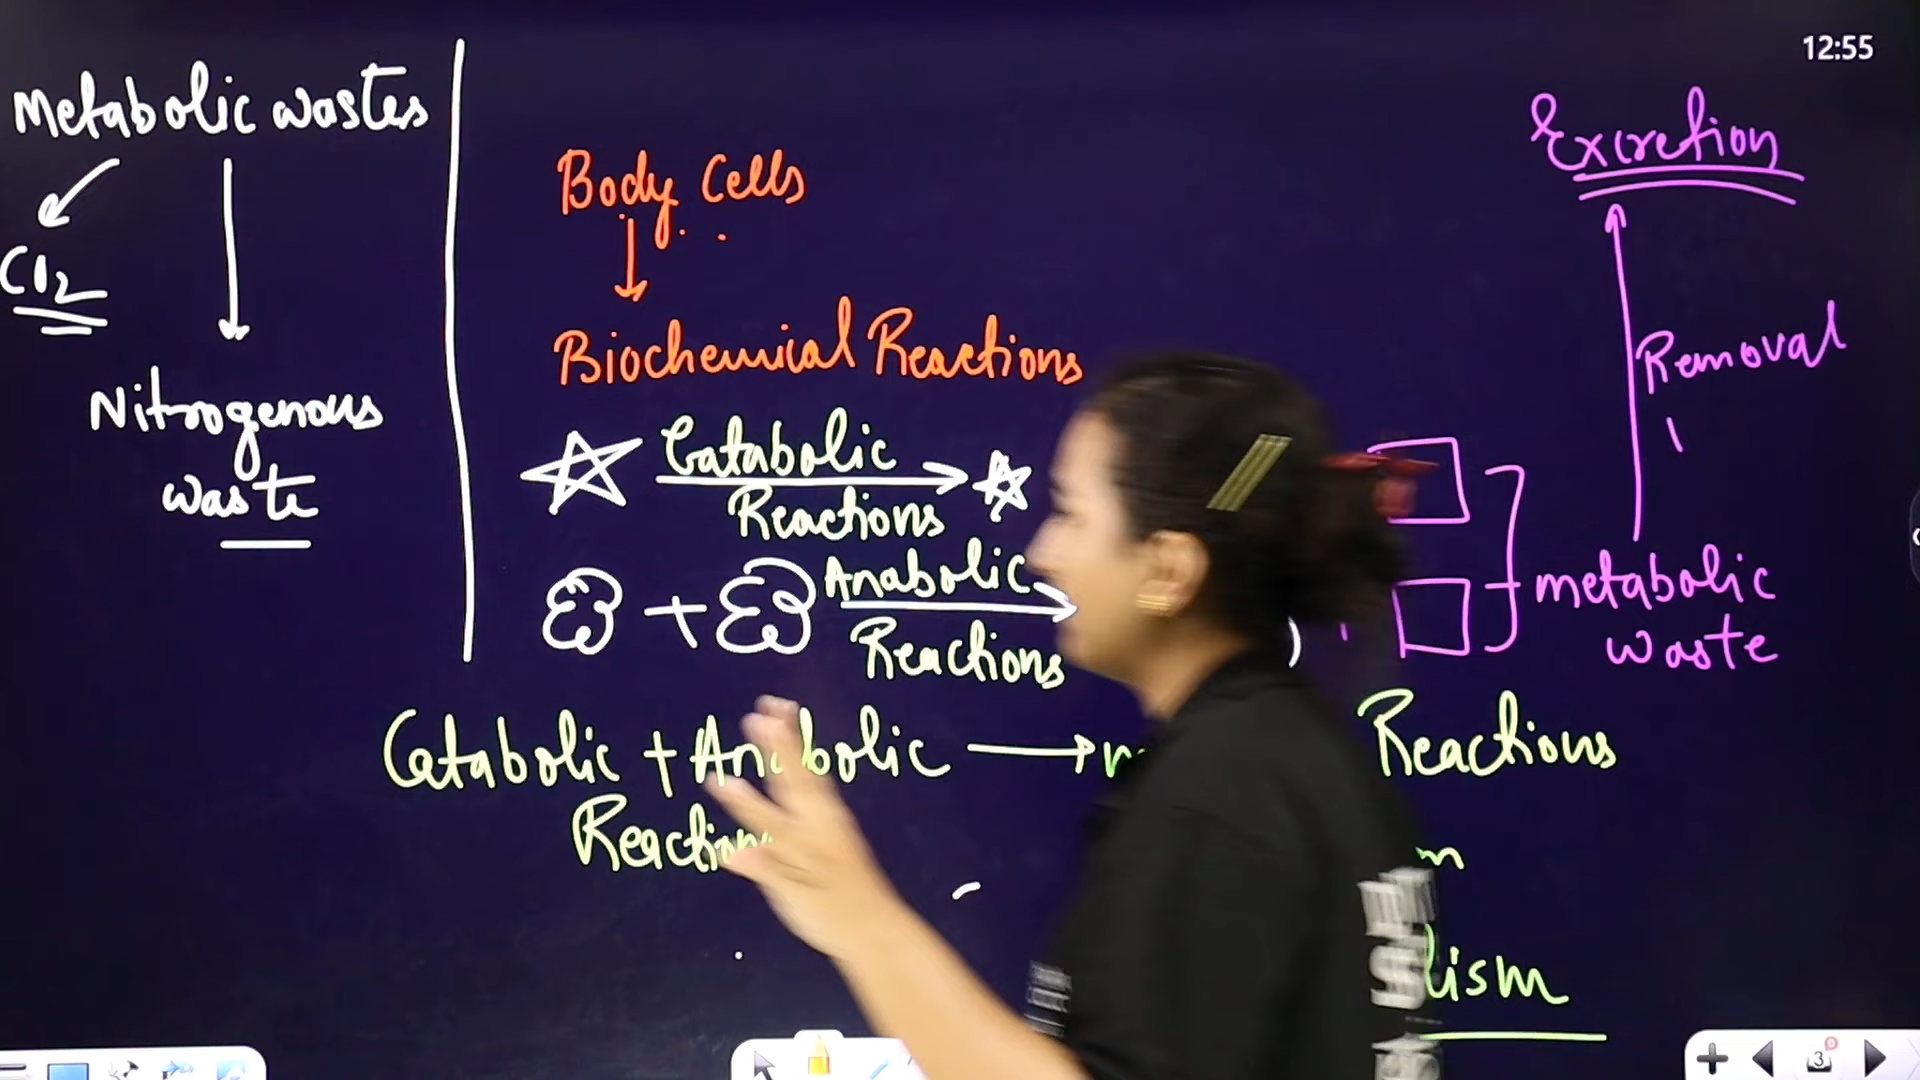 12:55
Metabolic wastes
CO2
Nitrogenous
waste
Body Cells
Biochemical Reactions
Catabolic
Reactions
Anabolic
Reactions
Catabolic + Anabolic → Reactions
Reactions
Excretion
Removal
metabolic
waste
lism
3